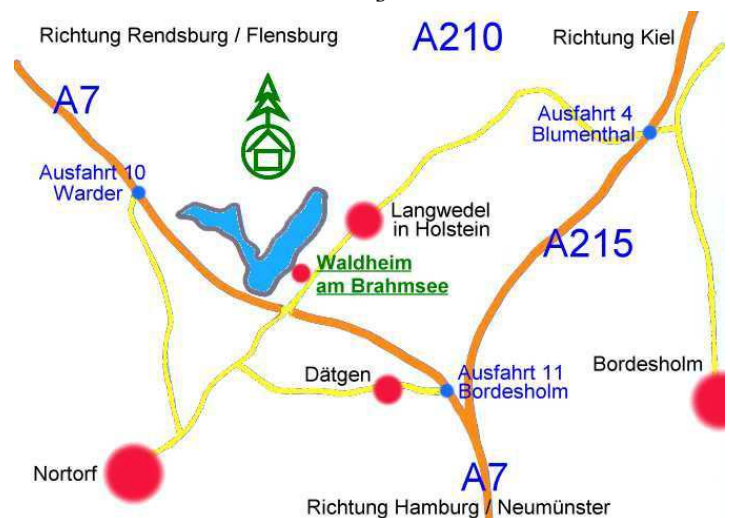 Richtung Rendsburg / Flensburg
A210
Richtung Kiel
A7
Ausfahrt 4
Blumenthal
Ausfahrt 10
Warder
Langwedel
in Holstein
A215
Waldheim
am Brahmsee
Dätgen
Ausfahrt 11
Bordesholm
Bordesholm
Nortorf
A7
Richtung Hamburg / Neumünster